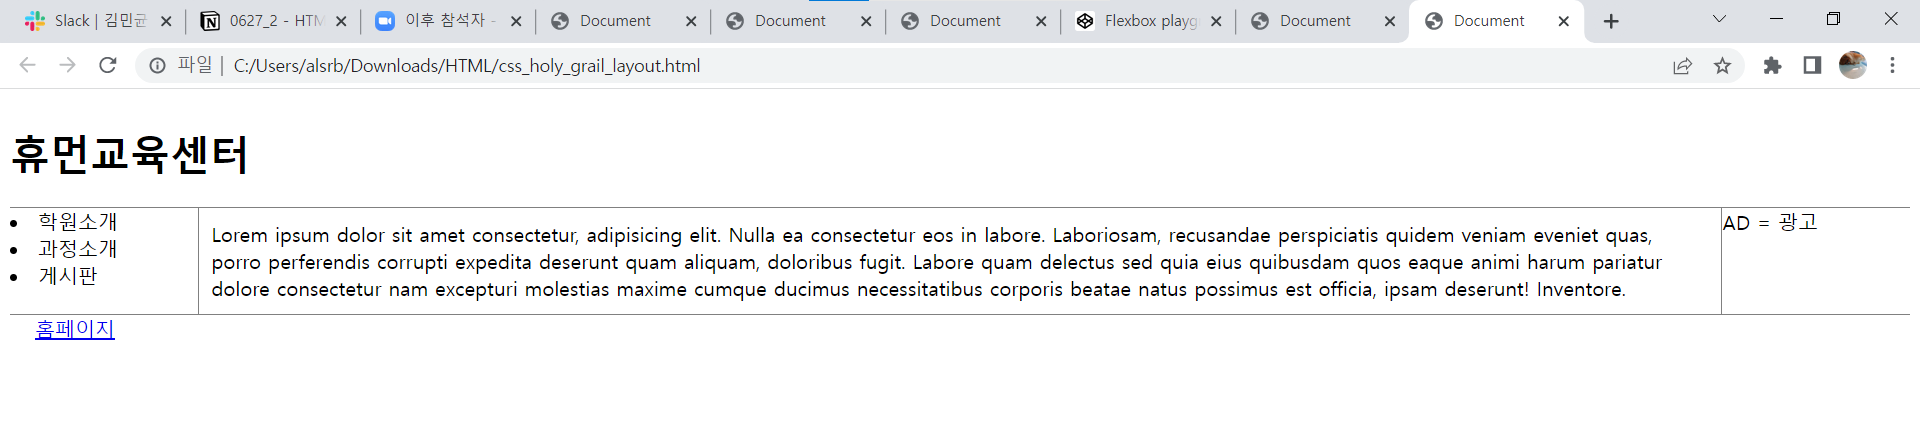 Slack | 김민균
0627_2 - HTM
이후 참석자 -
Document
Document
Document
Flexbox playg
Document
Document
파일 | C:/Users/alsrb/Downloads/HTML/css_holy_grail_layout.html
휴먼교육센터
• 학원소개
• 과정소개
• 게시판
Lorem ipsum dolor sit amet consectetur, adipisicing elit. Nulla ea consectetur eos in labore. Laboriosam, recusandae perspiciatis quidem veniam eveniet quas,
porro perferendis corrupti expedita deserunt quam aliquam, doloribus fugit. Labore quam delectus sed quia eius quibusdam quos eaque animi harum pariatur
dolore consectetur nam excepturi molestias maxime cumque ducimus necessitatibus corporis beatae natus possimus est officia, ipsam deserunt! Inventore.
AD = 광고
홈페이지